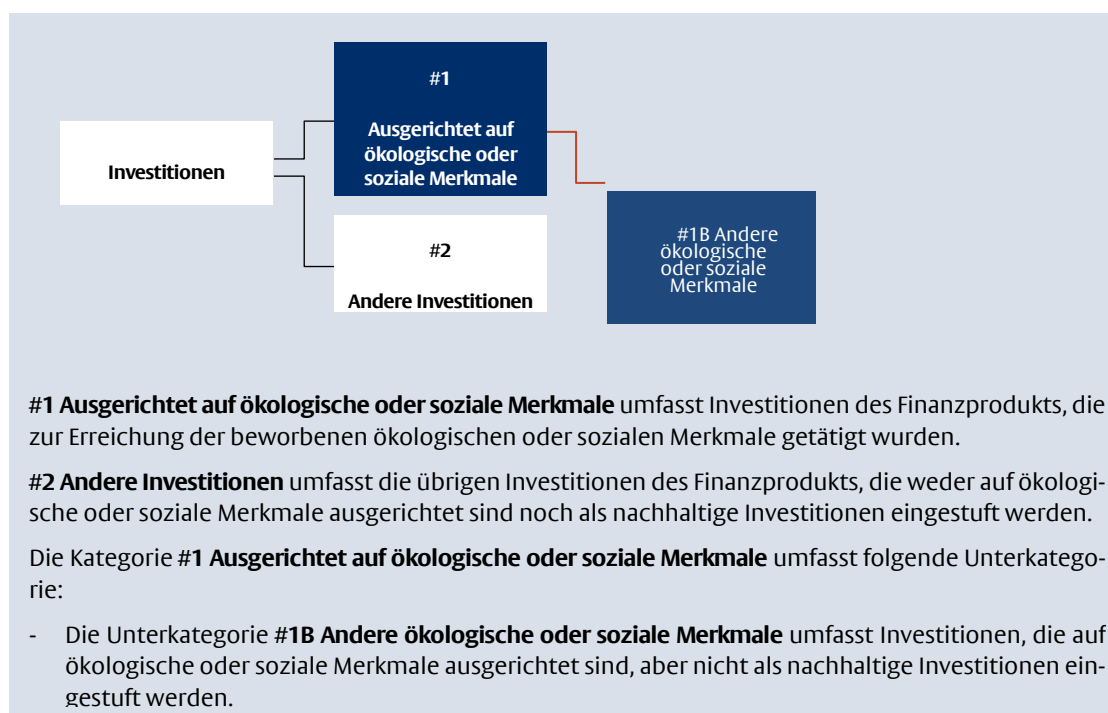 #1
Ausgerichtet auf
ökologische oder
soziale Merkmale
Investitionen
#2
Andere Investitionen
#1B Andere
ökologische
oder soziale
Merkmale
#1 Ausgerichtet auf ökologische oder soziale Merkmale umfasst Investitionen des Finanzprodukts, die
zur Erreichung der beworbenen ökologischen oder sozialen Merkmale getätigt wurden.
#2 Andere Investitionen umfasst die übrigen Investitionen des Finanzprodukts, die weder auf ökologi-
sche oder soziale Merkmale ausgerichtet sind noch als nachhaltige Investitionen eingestuft werden.
Die Kategorie #1 Ausgerichtet auf ökologische oder soziale Merkmale umfasst folgende Unterkatego-
rie:
- Die Unterkategorie #1B Andere ökologische oder soziale Merkmale umfasst Investitionen, die auf
ökologische oder soziale Merkmale ausgerichtet sind, aber nicht als nachhaltige Investitionen ein-
gestuft werden.